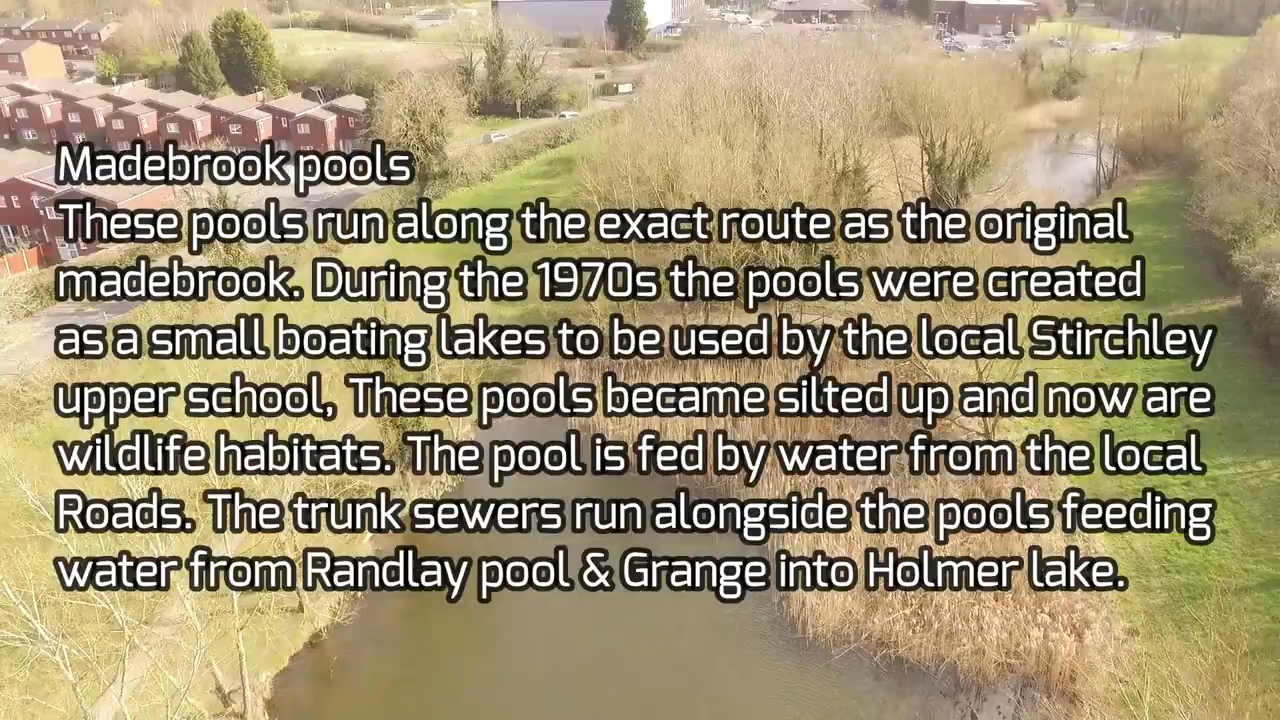 Madebrook pools
These pools run along the exact route as the original
madebrook. During the 1970s the pools were created
as a small boating lakes to be used by the local Stirchley
upper school, These pools became silted up and now are
wildlife habitats. The pool is fed by water from the local
Roads. The trunk sewers run alongside the pools feeding
water from Randlay pool & Grange into Holmer lake.